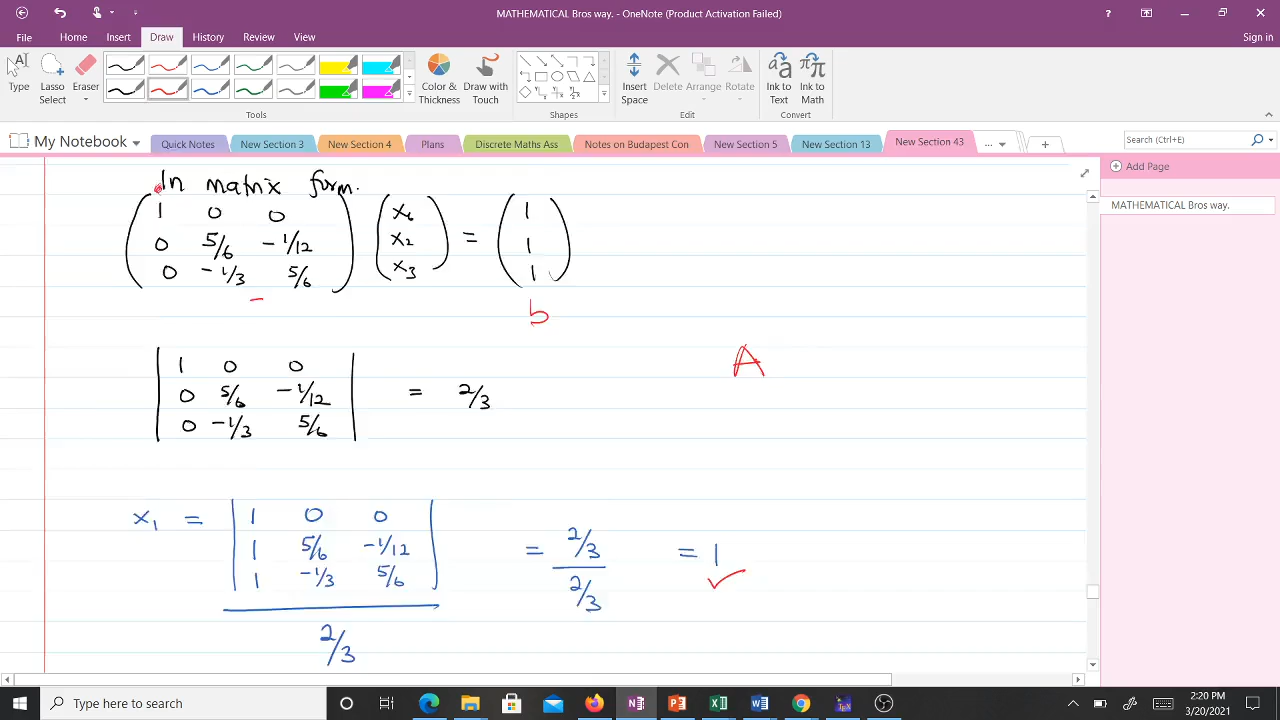 MATHEMATICAL Bros way. - OneNote (Product Activation Failed)
Sign in
File Home Insert Draw History Review View
Type
Lasso Select
Eraser
Color & Thickness
Draw with Touch
Insert Space
Delete
Arrange
Rotate
Ink to Text
Ink to Math
Tools
Shapes
Edit
Convert
My Notebook
Quick Notes
New Section 3
New Section 4
Plans
Discrete Maths Ass
Notes on Budapest Con
New Section 5
New Section 13
New Section 43
...
Search (Ctrl+E)
Add Page
MATHEMATICAL Bros way.
In matrix form.
1 0 0 x₁ 1
0 5/6 -1/12 x₂ = 1
0 -1/3 5/6 x₃ 1
b
A
1 0 0
0 5/6 -1/12 = 2/3
0 -1/3 5/6
1 0 0
x₁ = 1 5/6 -1/12 = 2/3 = 1
1 -1/3 5/6 2/3
2/3
Type here to search
2:20 PM
3/20/2021